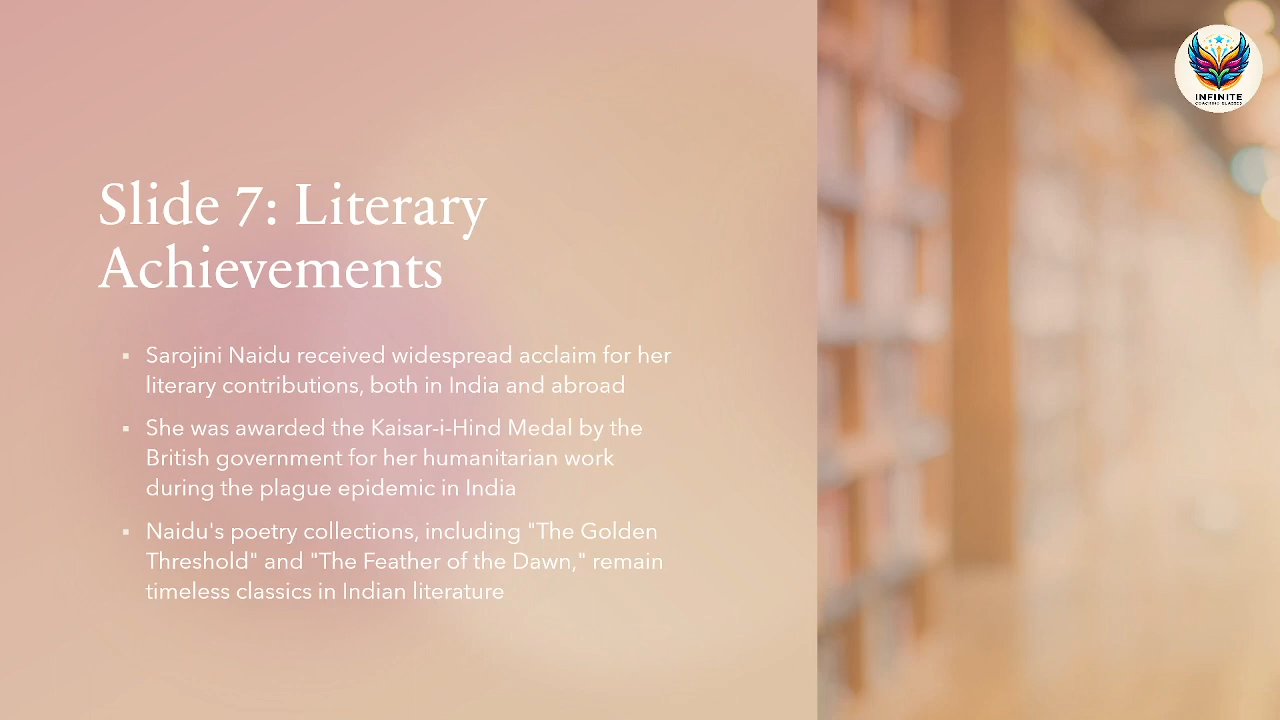 INFINITE
COACHING CLASSES
Slide 7: Literary
Achievements
▪ Sarojini Naidu received widespread acclaim for her
literary contributions, both in India and abroad
▪ She was awarded the Kaisar-i-Hind Medal by the
British government for her humanitarian work
during the plague epidemic in India
▪ Naidu's poetry collections, including "The Golden
Threshold" and "The Feather of the Dawn," remain
timeless classics in Indian literature